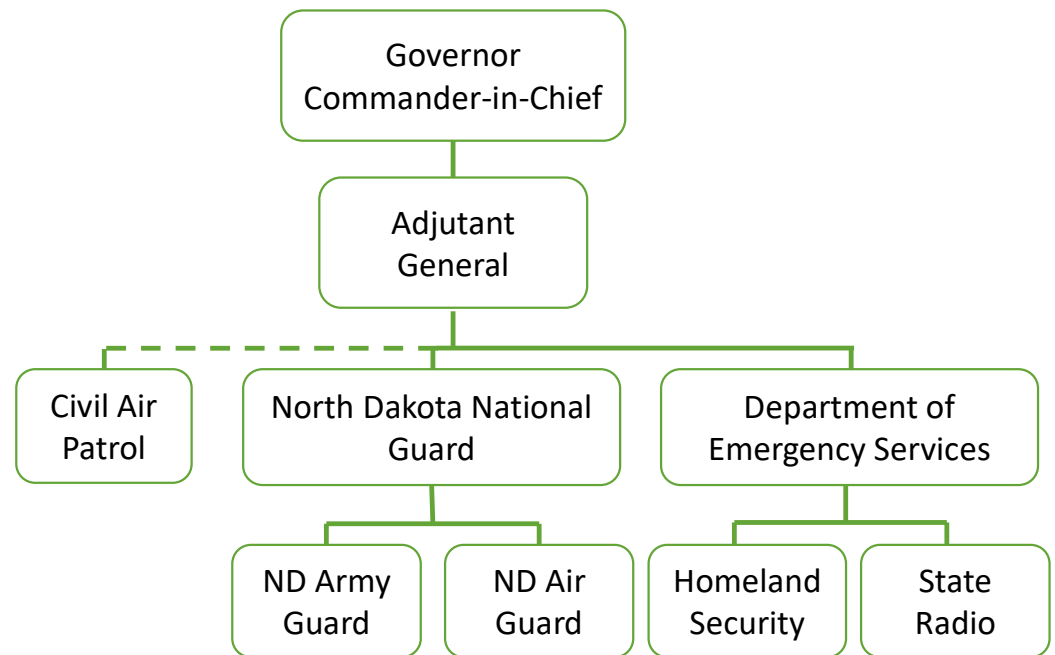 Governor
Commander-in-Chief
Adjutant
General
Civil Air
Patrol
North Dakota National
Guard
Department of
Emergency Services
ND Army
Guard
ND Air
Guard
Homeland
Security
State
Radio